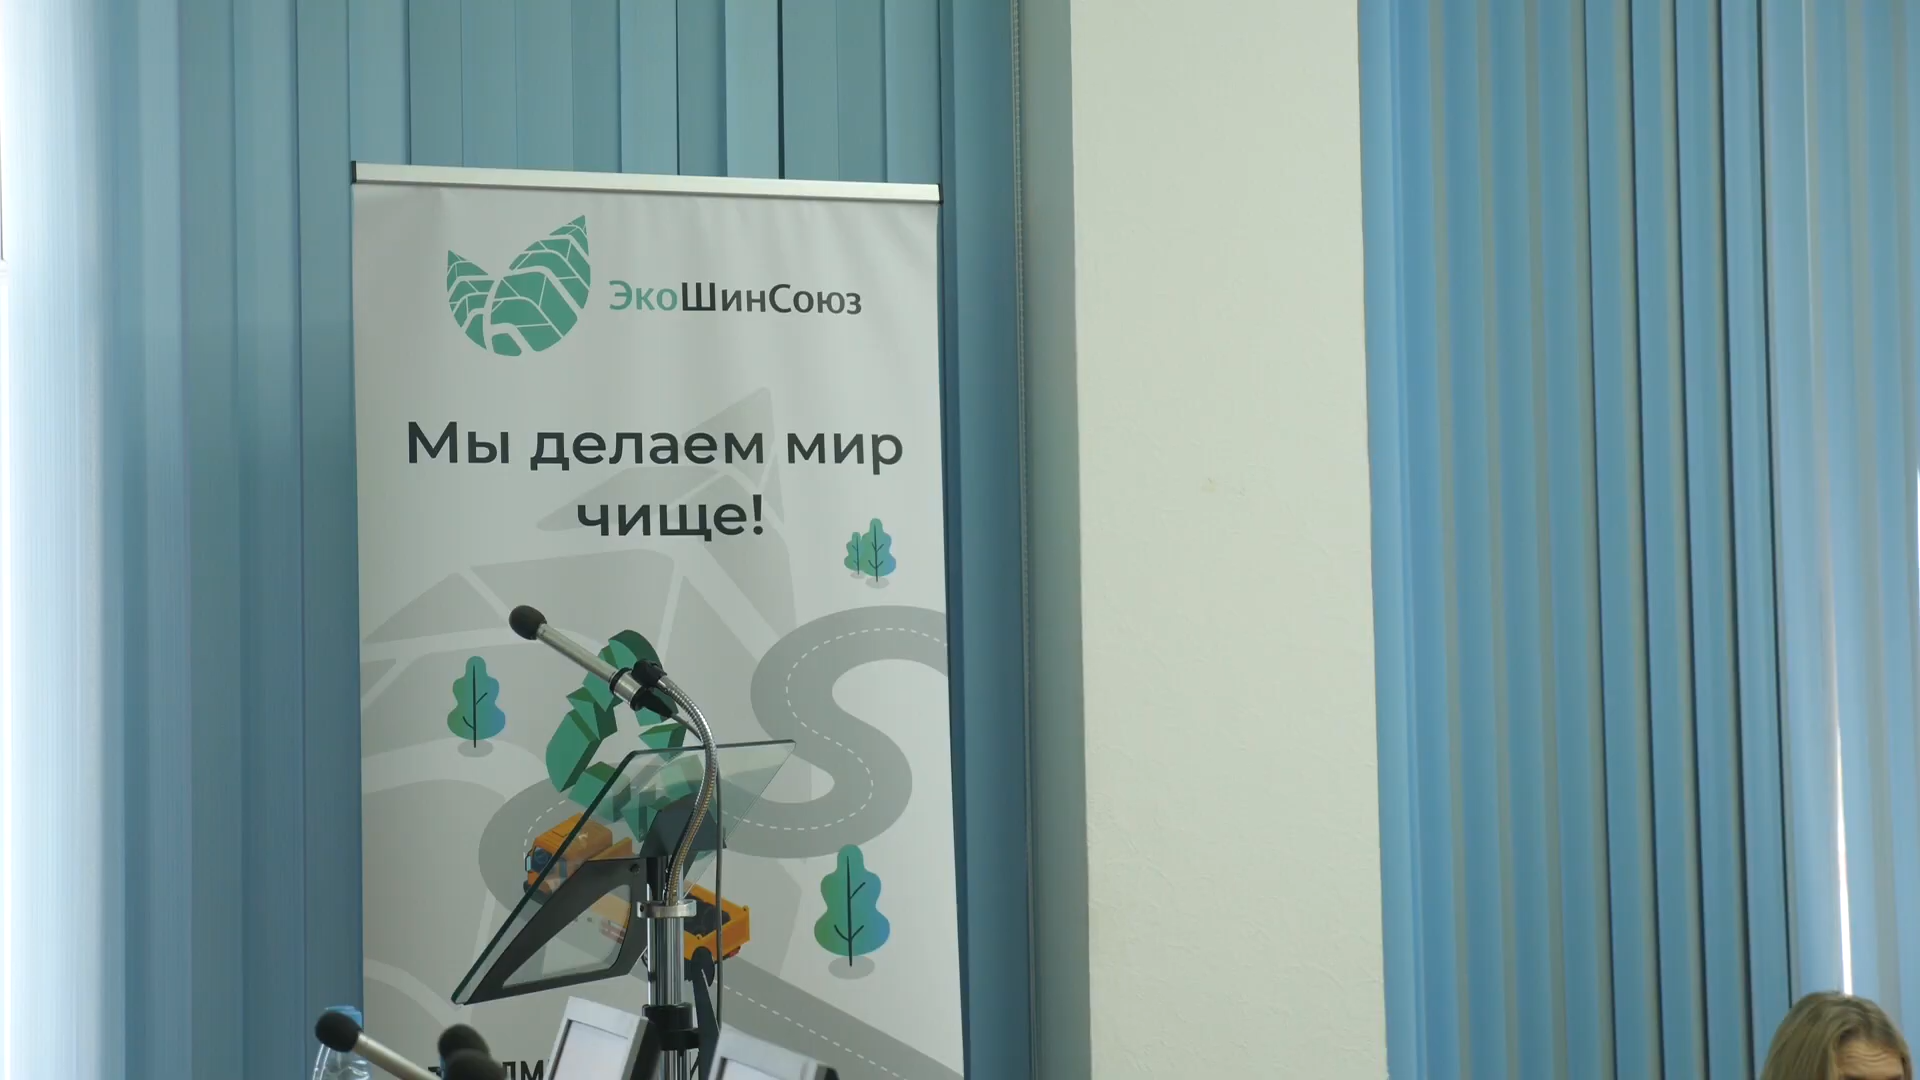 ЭкоШинСоюз
Мы делаем мир
чище!